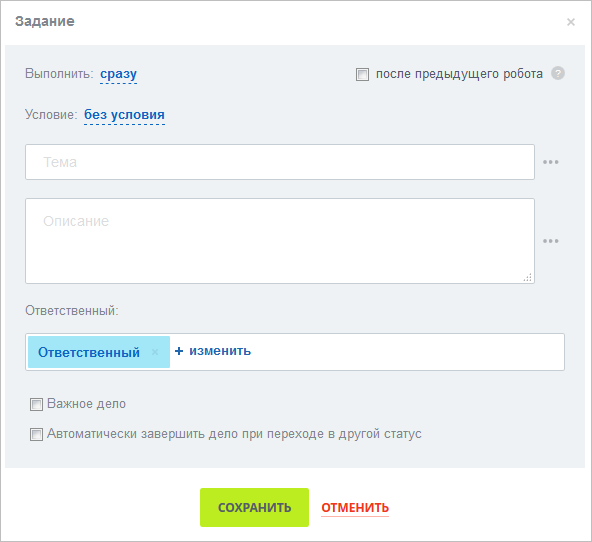 Задание ×
Выполнить: сразу после предыдущего робота ?
Условие: без условия
Тема
Описание
Ответственный:
Ответственный × + изменить
Важное дело
Автоматически завершить дело при переходе в другой статус
СОХРАНИТЬ ОТМЕНИТЬ